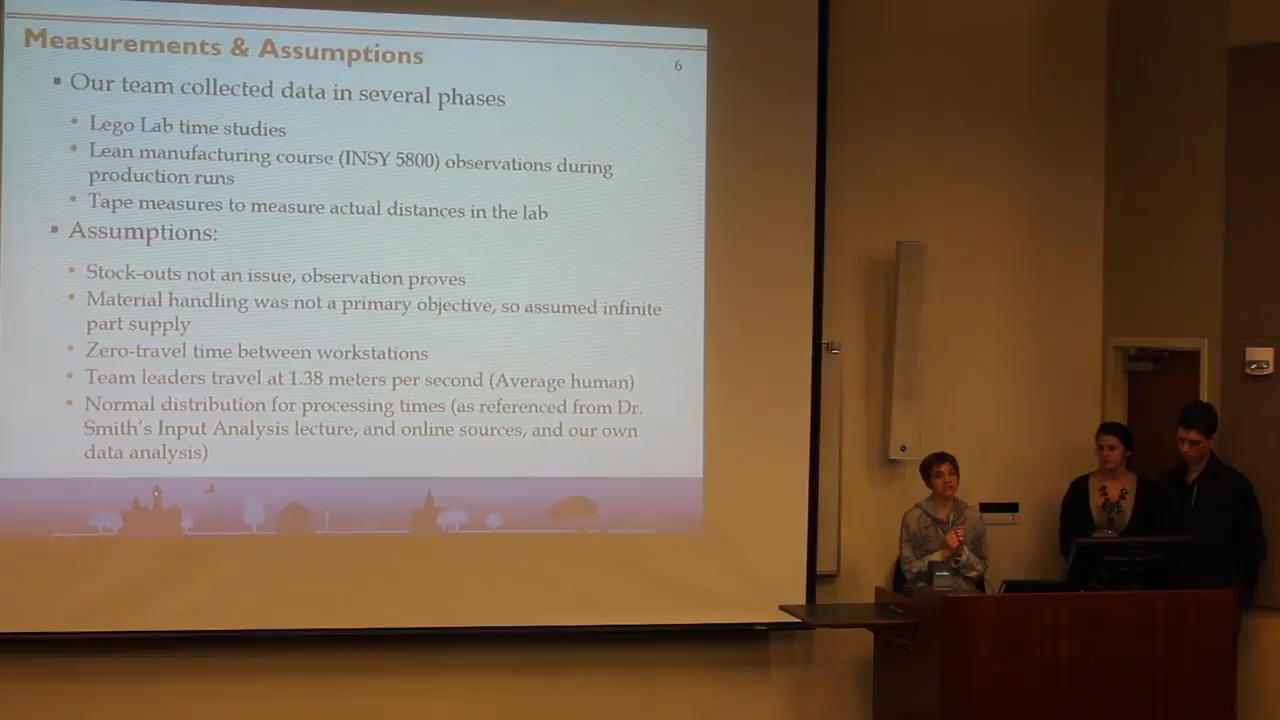 Measurements & Assumptions
6
▪ Our team collected data in several phases
• Lego Lab time studies
• Lean manufacturing course (INSY 5800) observations during
production runs
• Tape measures to measure actual distances in the lab
▪ Assumptions:
• Stock-outs not an issue, observation proves
• Material handling was not a primary objective, so assumed infinite
part supply
• Zero-travel time between workstations
• Team leaders travel at 1.38 meters per second (Average human)
• Normal distribution for processing times (as referenced from Dr.
Smith's Input Analysis lecture, and online sources, and our own
data analysis)